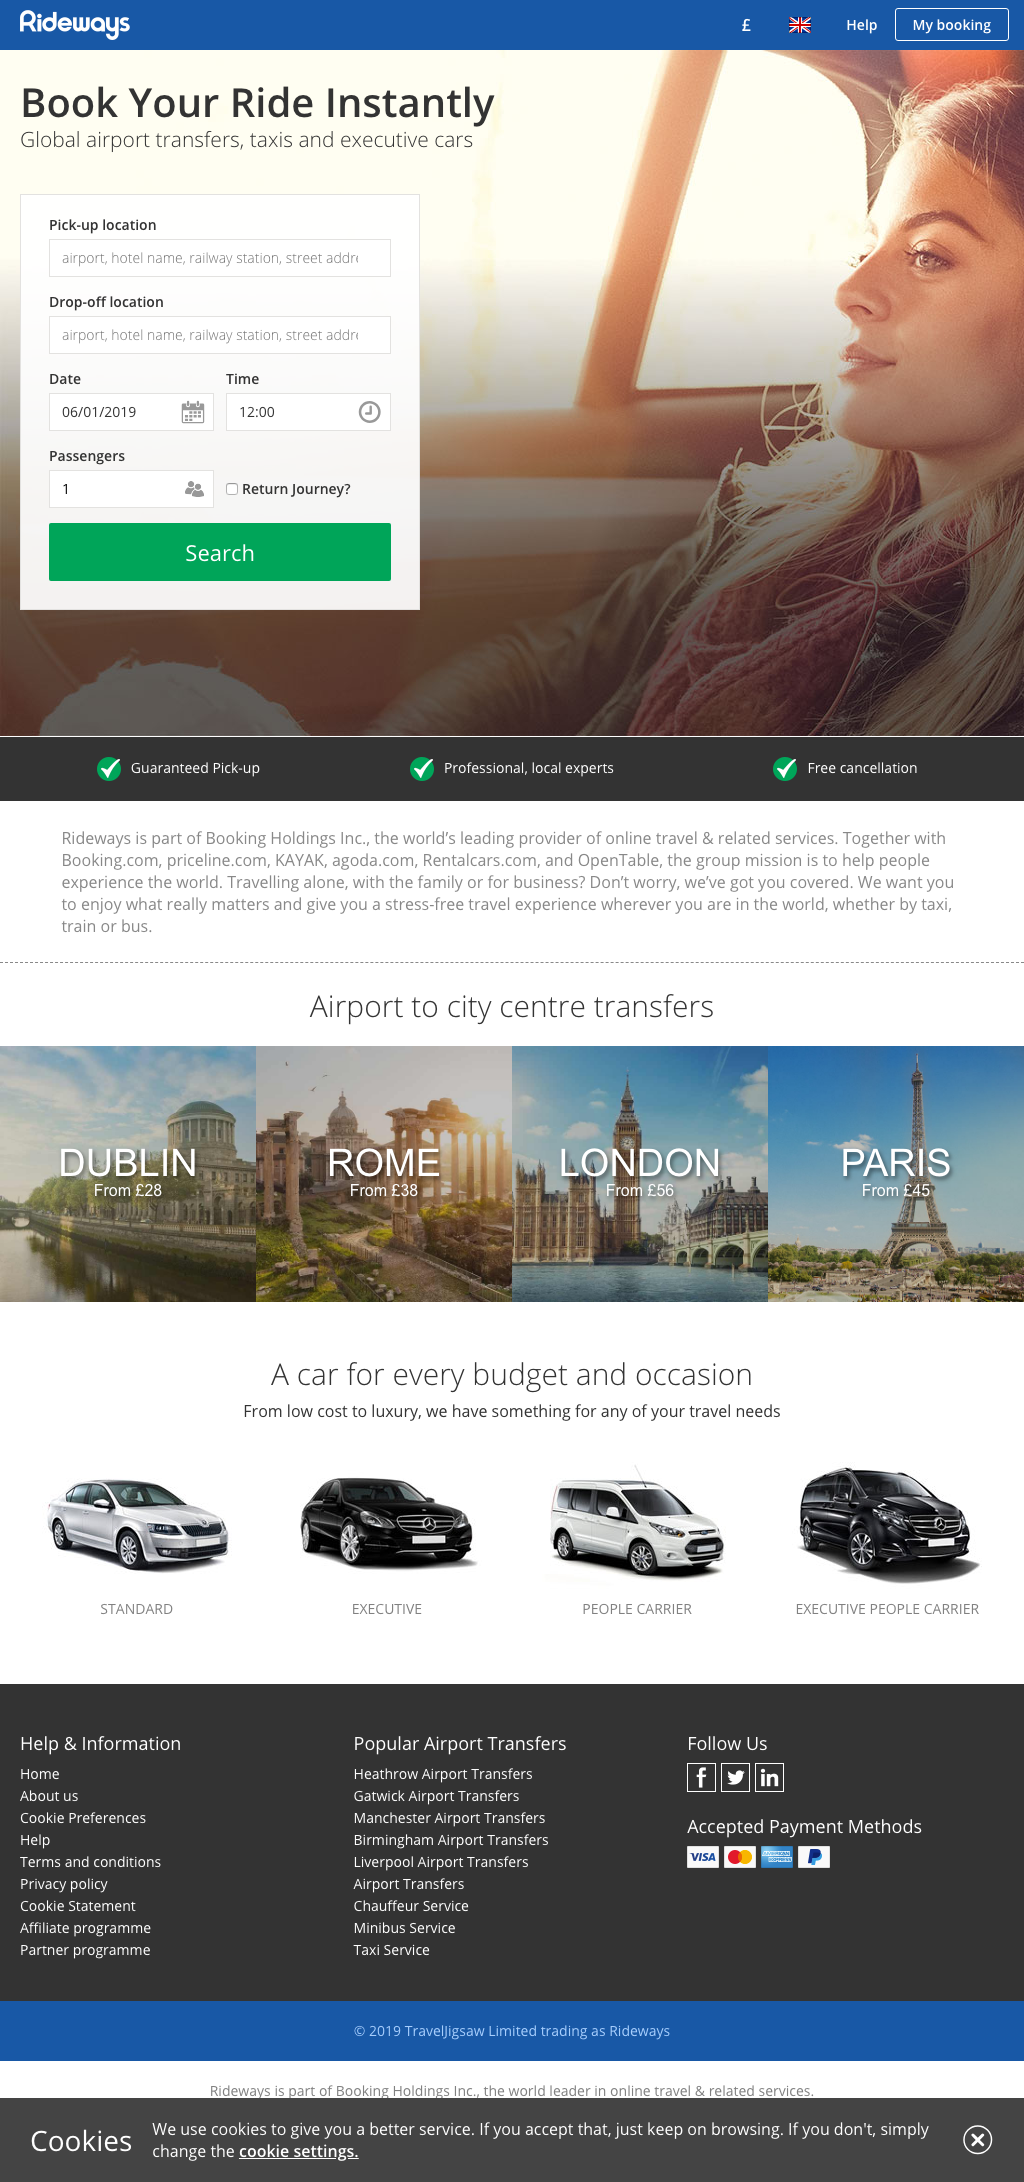 Rideways
£
Help
My booking
Book Your Ride Instantly
Global airport transfers, taxis and executive cars
Pick-up location
airport, hotel name, railway station, street addre
Drop-off location
airport, hotel name, railway station, street addre
Date
Time
06/01/2019
12:00
Passengers
1
Return Journey?
Search
Guaranteed Pick-up
Professional, local experts
Free cancellation
Rideways is part of Booking Holdings Inc., the world’s leading provider of online travel & related services. Together with
Booking.com, priceline.com, KAYAK, agoda.com, Rentalcars.com, and OpenTable, the group mission is to help people
experience the world. Travelling alone, with the family or for business? Don’t worry, we’ve got you covered. We want you
to enjoy what really matters and give you a stress-free travel experience wherever you are in the world, whether by taxi,
train or bus.
Airport to city centre transfers
DUBLIN
From £28
ROME
From £38
LONDON
From £56
PARIS
From £45
A car for every budget and occasion
From low cost to luxury, we have something for any of your travel needs
STANDARD
EXECUTIVE
PEOPLE CARRIER
EXECUTIVE PEOPLE CARRIER
Help & Information
Home
About us
Cookie Preferences
Help
Terms and conditions
Privacy policy
Cookie Statement
Affiliate programme
Partner programme
Popular Airport Transfers
Heathrow Airport Transfers
Gatwick Airport Transfers
Manchester Airport Transfers
Birmingham Airport Transfers
Liverpool Airport Transfers
Airport Transfers
Chauffeur Service
Minibus Service
Taxi Service
Follow Us
f
in
Accepted Payment Methods
VISA
AMERICAN EXPRESS
P
© 2019 TravelJigsaw Limited trading as Rideways
Rideways is part of Booking Holdings Inc., the world leader in online travel & related services.
Cookies
We use cookies to give you a better service. If you accept that, just keep on browsing. If you don't, simply
change the cookie settings.